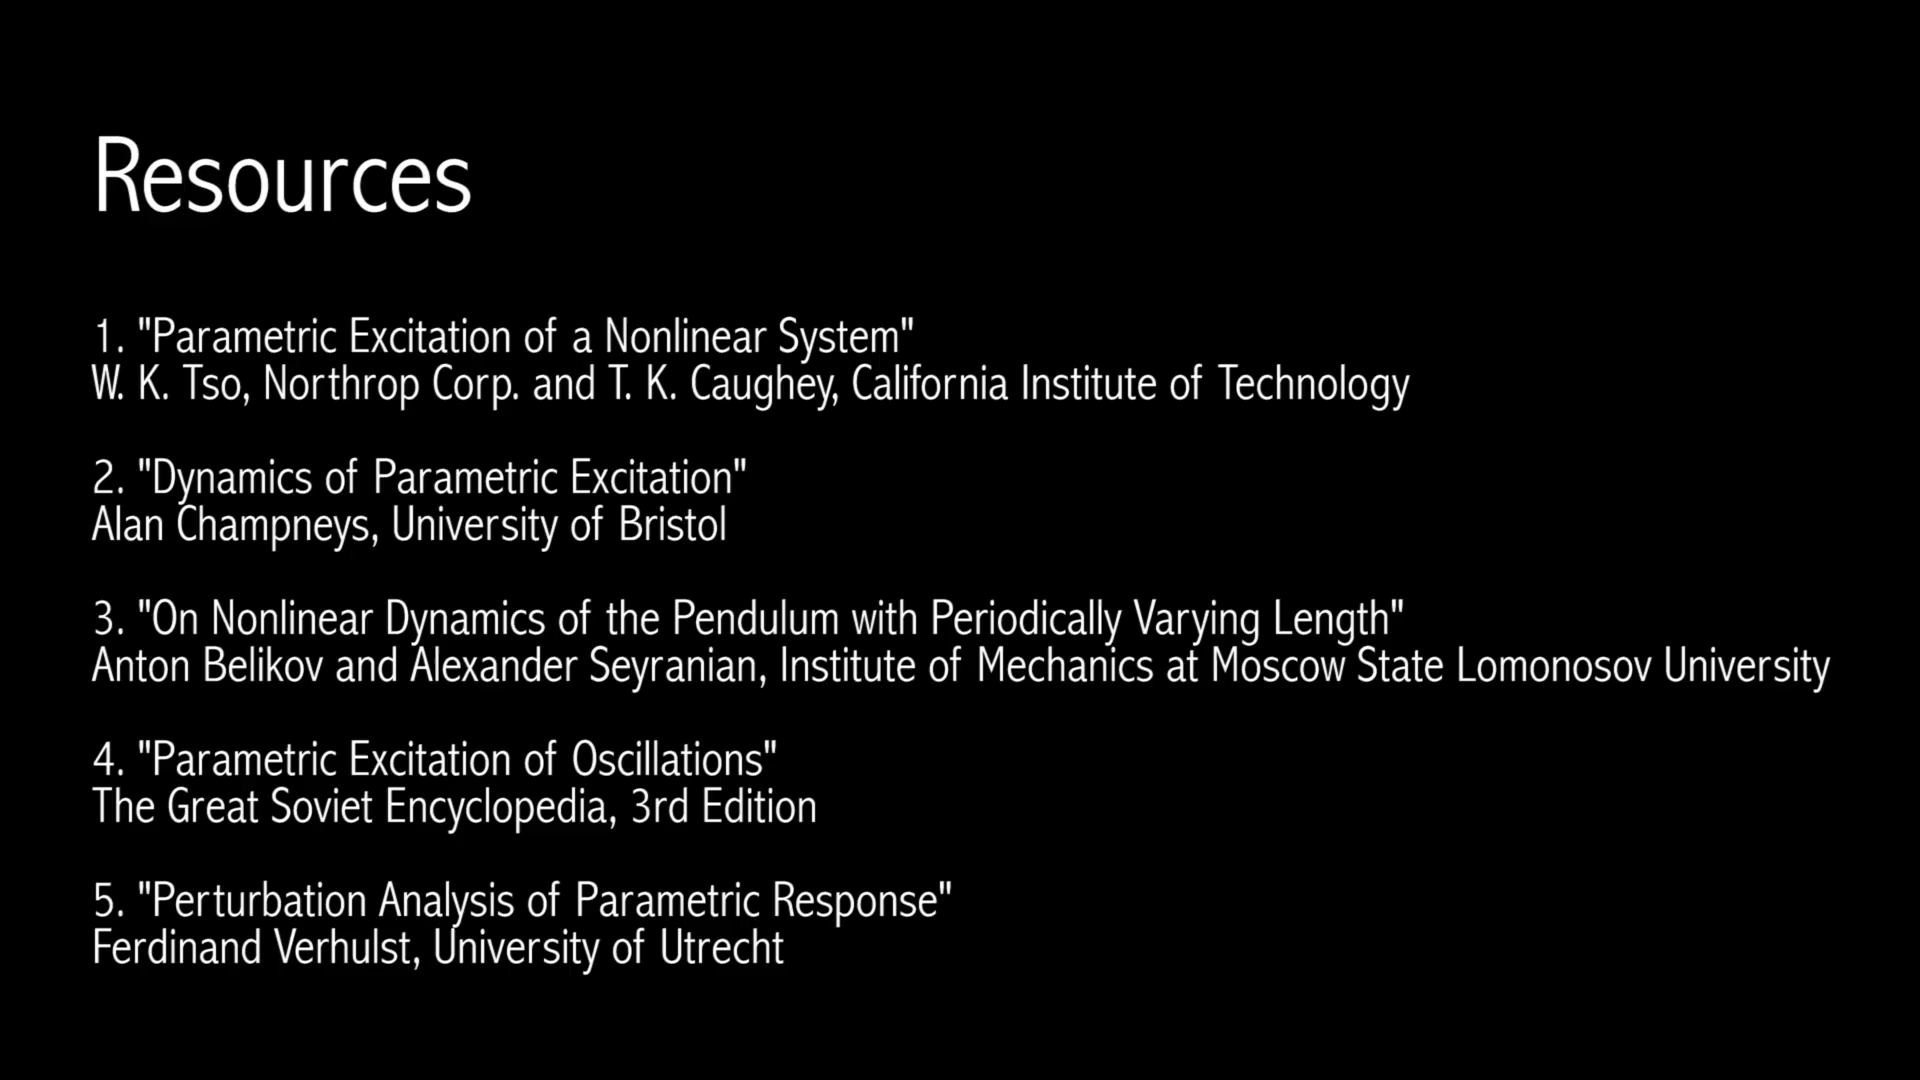 Resources
1. "Parametric Excitation of a Nonlinear System"
W. K. Tso, Northrop Corp. and T. K. Caughey, California Institute of Technology
2. "Dynamics of Parametric Excitation"
Alan Champneys, University of Bristol
3. "On Nonlinear Dynamics of the Pendulum with Periodically Varying Length"
Anton Belikov and Alexander Seyranian, Institute of Mechanics at Moscow State Lomonosov University
4. "Parametric Excitation of Oscillations"
The Great Soviet Encyclopedia, 3rd Edition
5. "Perturbation Analysis of Parametric Response"
Ferdinand Verhulst, University of Utrecht